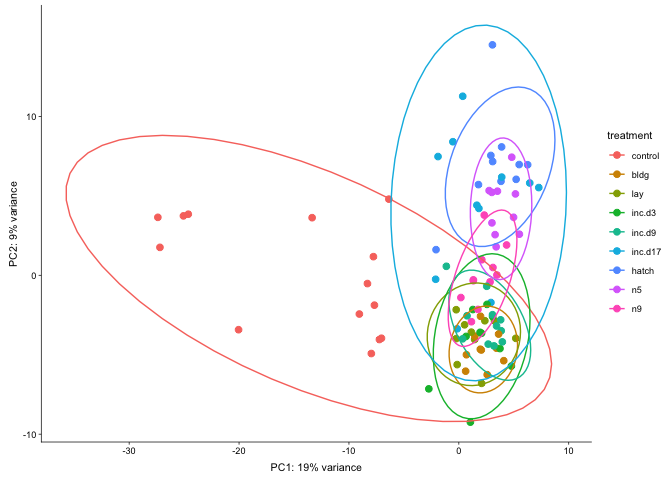 10
0
-10
PC2: 9% variance
-30
-20
-10
0
10
PC1: 19% variance
treatment
control
bldg
lay
inc.d3
inc.d9
inc.d17
hatch
n5
n9